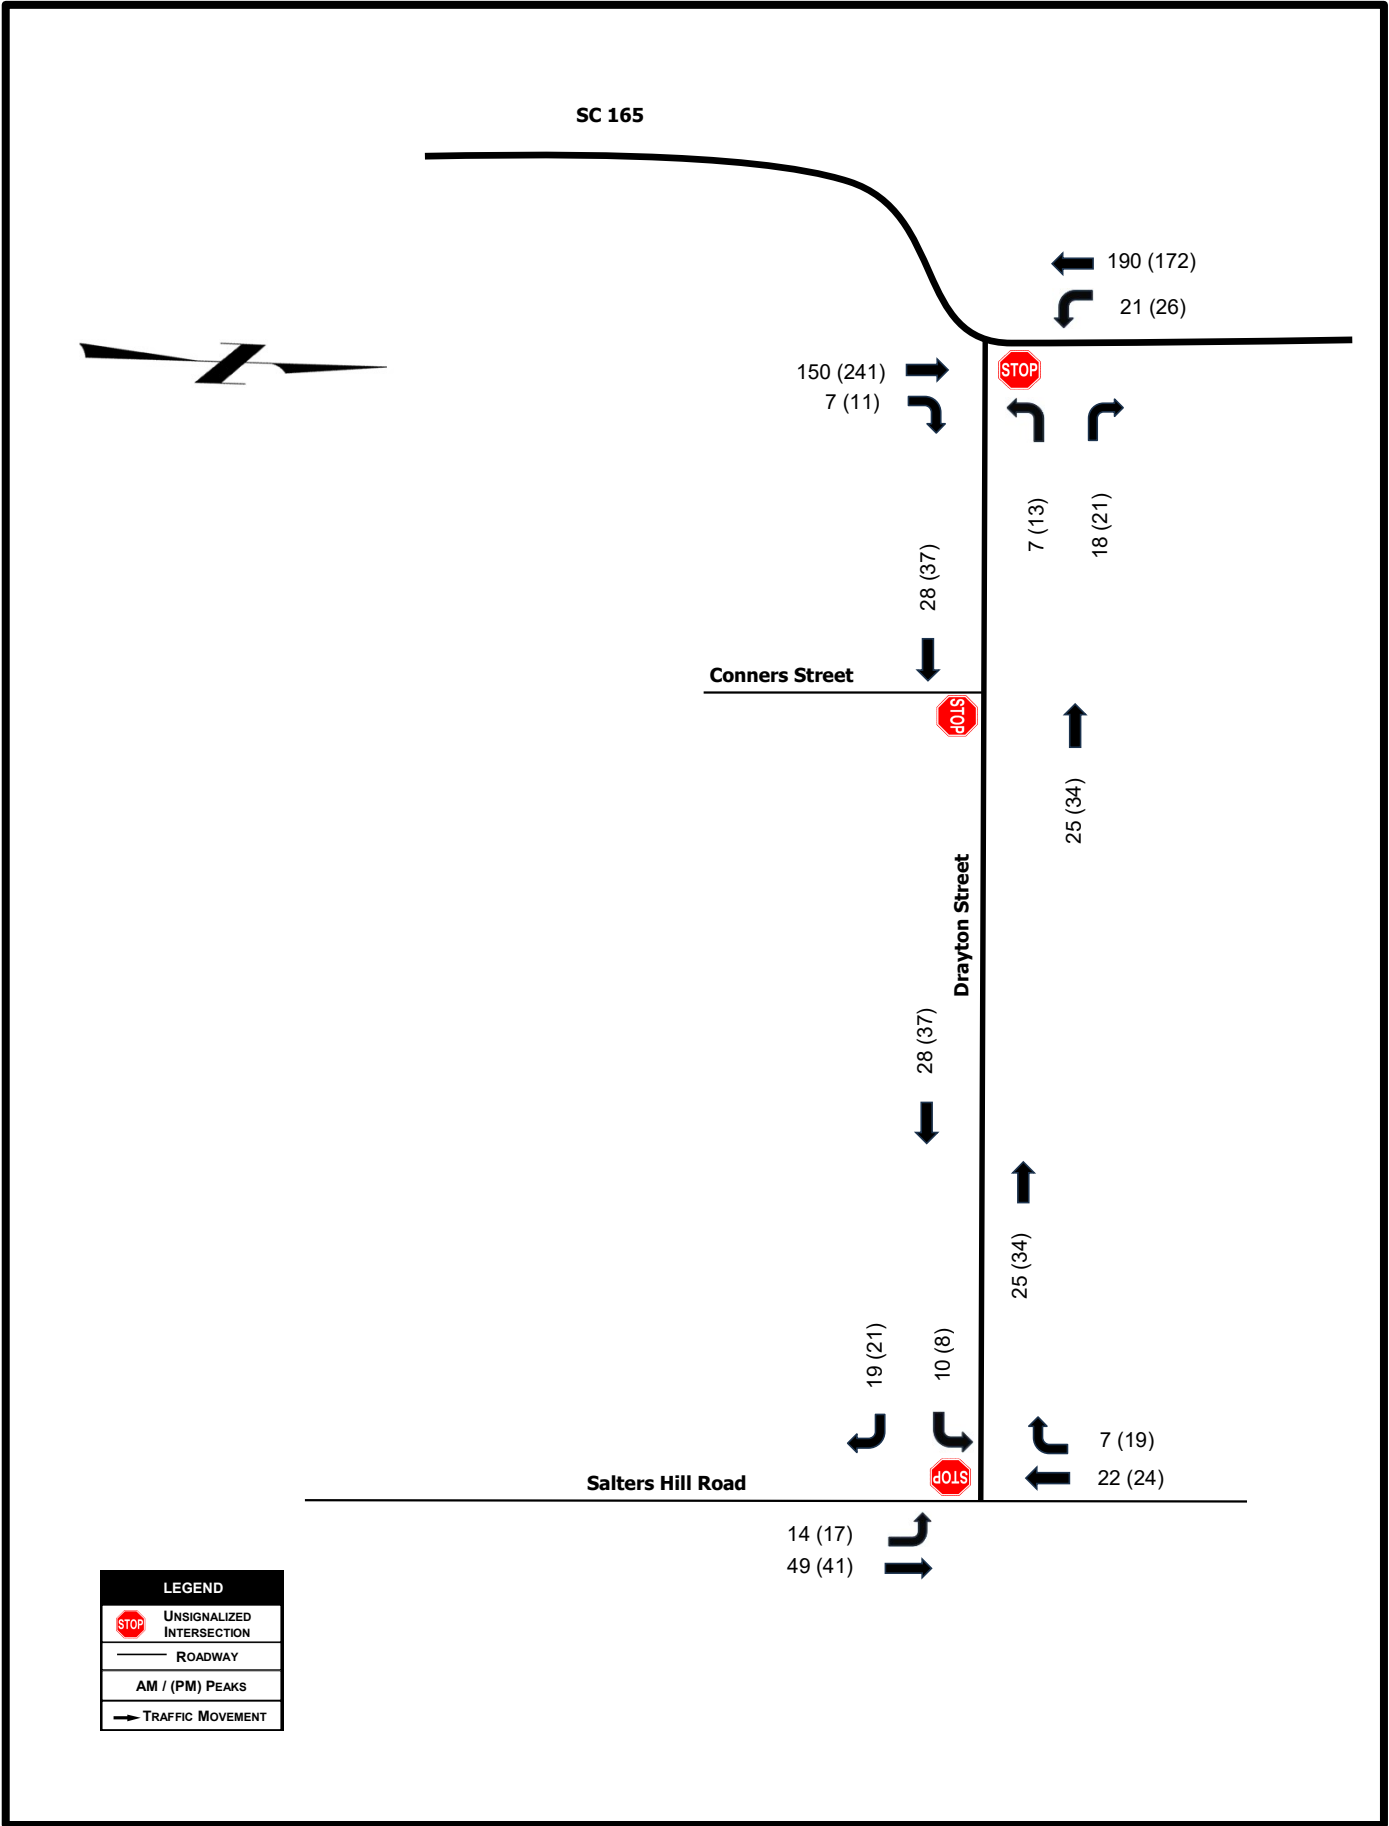 SC 165
190 (172)
21 (26)
150 (241)
STOP
7 (11)
7 (13)
18 (21)
28 (37)
Conners Street
STOP
25 (34)
Drayton Street
28 (37)
25 (34)
19 (21)
10 (8)
7 (19)
STOP
22 (24)
Salters Hill Road
14 (17)
49 (41)
LEGEND
STOP
UNSIGNALIZED
INTERSECTION
ROADWAY
AM / (PM) PEAKS
TRAFFIC MOVEMENT